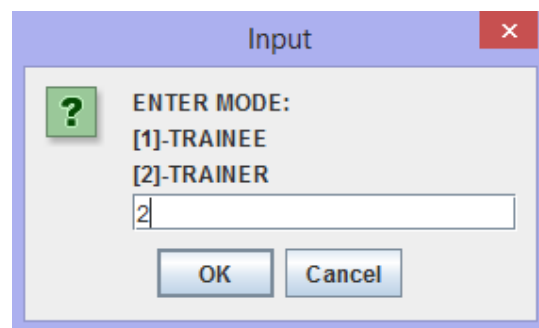 Input
ENTER MODE:
[1]-TRAINEE
[2]-TRAINER
2
OK Cancel